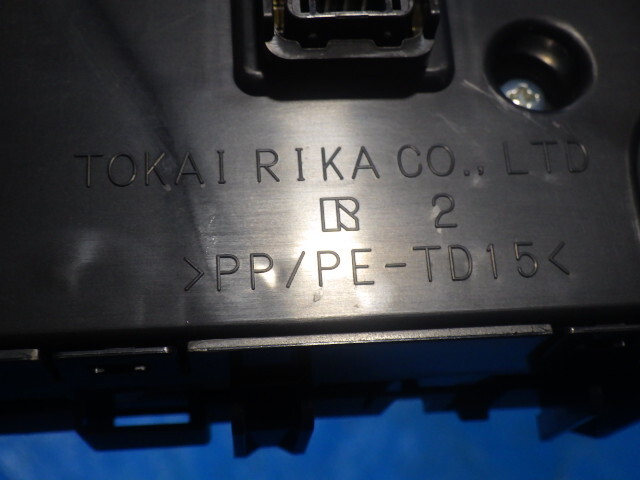 TOKAI RIKA CO., LTD
R 2
>PP/PE-TD15<